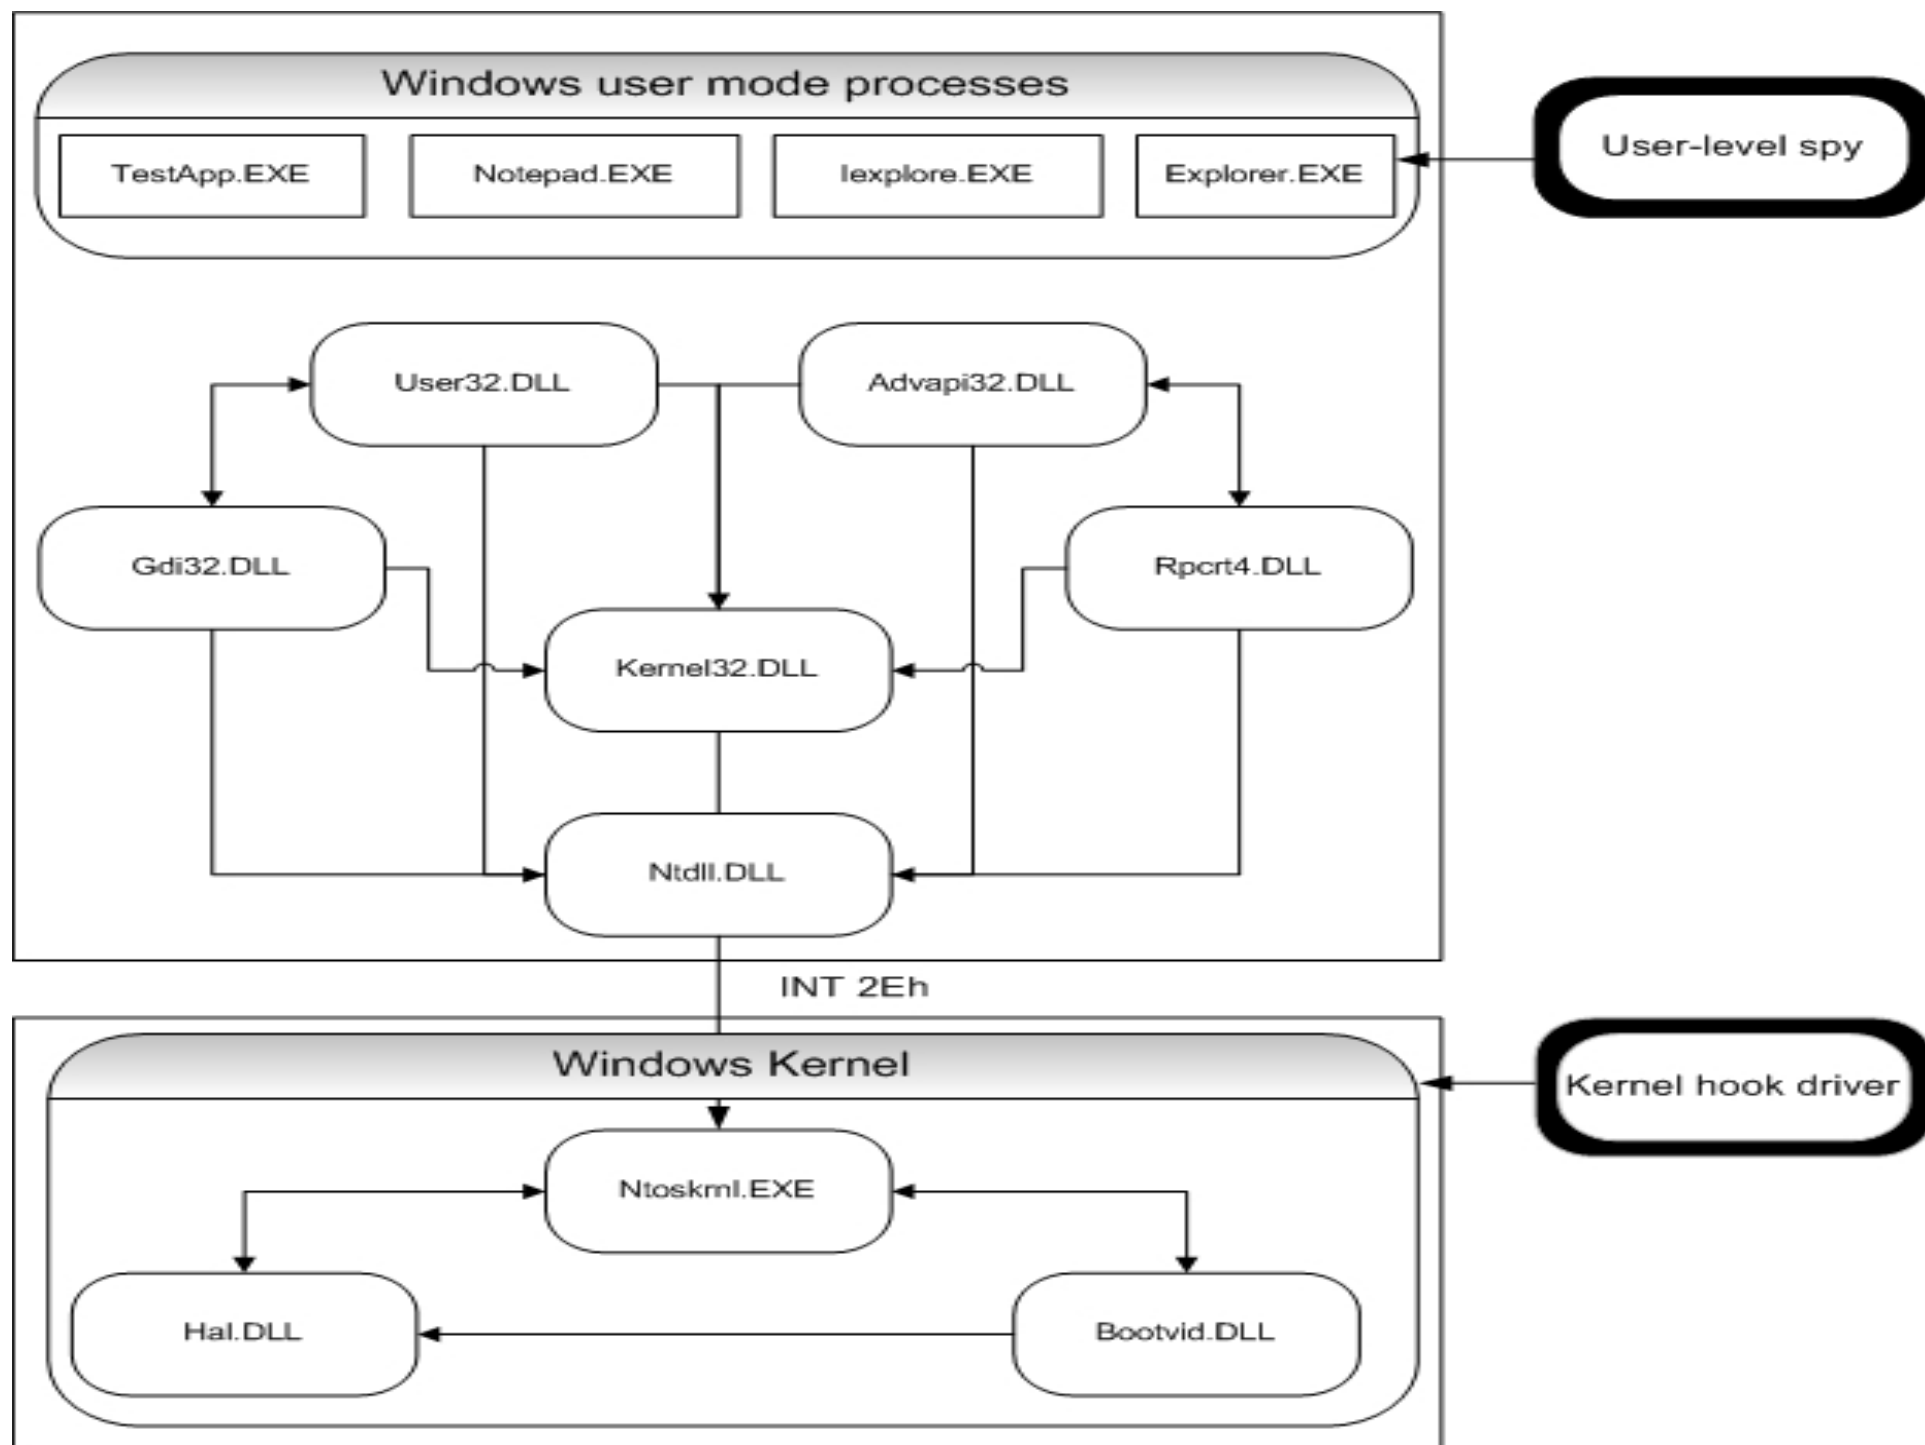 Windows user mode processes
TestApp.EXE
Notepad.EXE
Iexplore.EXE
Explorer.EXE
User-level spy
User32.DLL
Advapi32.DLL
Gdi32.DLL
Rpcrt4.DLL
Kernel32.DLL
Ntdll.DLL
INT 2Eh
Windows Kernel
Kernel hook driver
Ntoskrnl.EXE
Hal.DLL
Bootvid.DLL